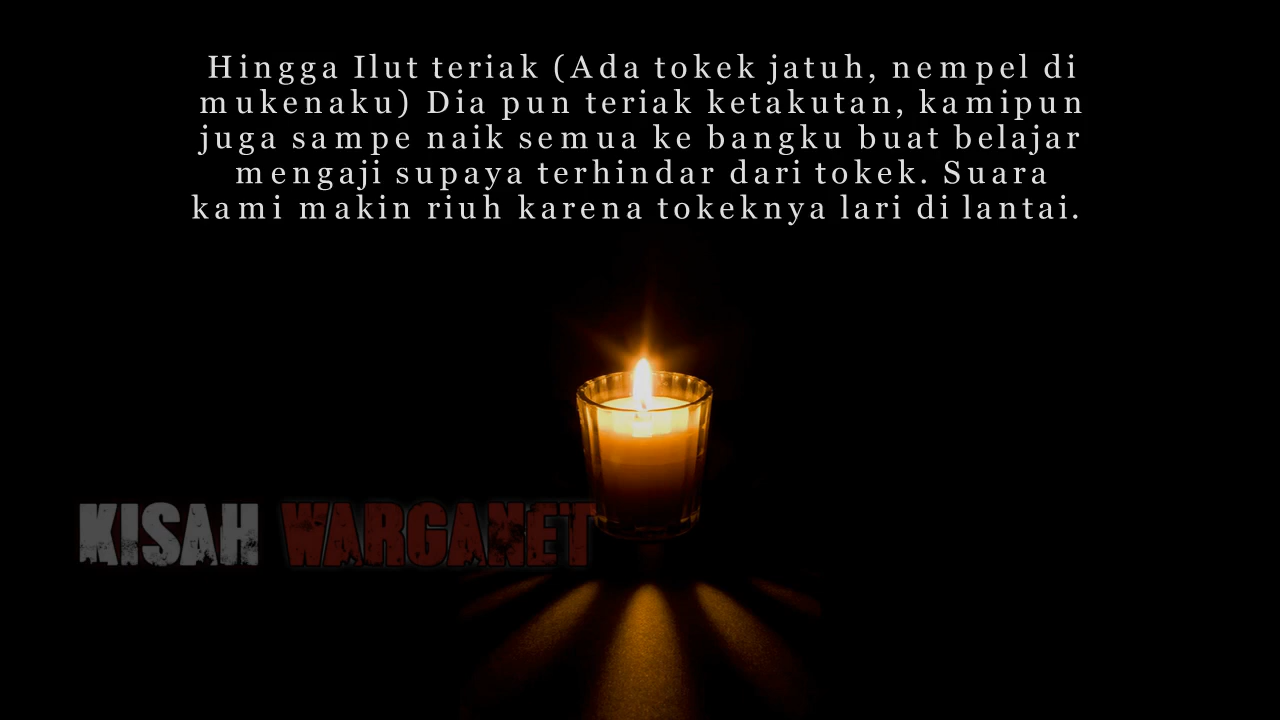 Hingga Ilut teriak (Ada tokek jatuh, nempel di
mukenaku) Dia pun teriak ketakutan, kamipun
juga sampe naik semua ke bangku buat belajar
mengaji supaya terhindar dari tokek. Suara
kami makin riuh karena tokeknya lari di lantai.
KISAH WARGANET